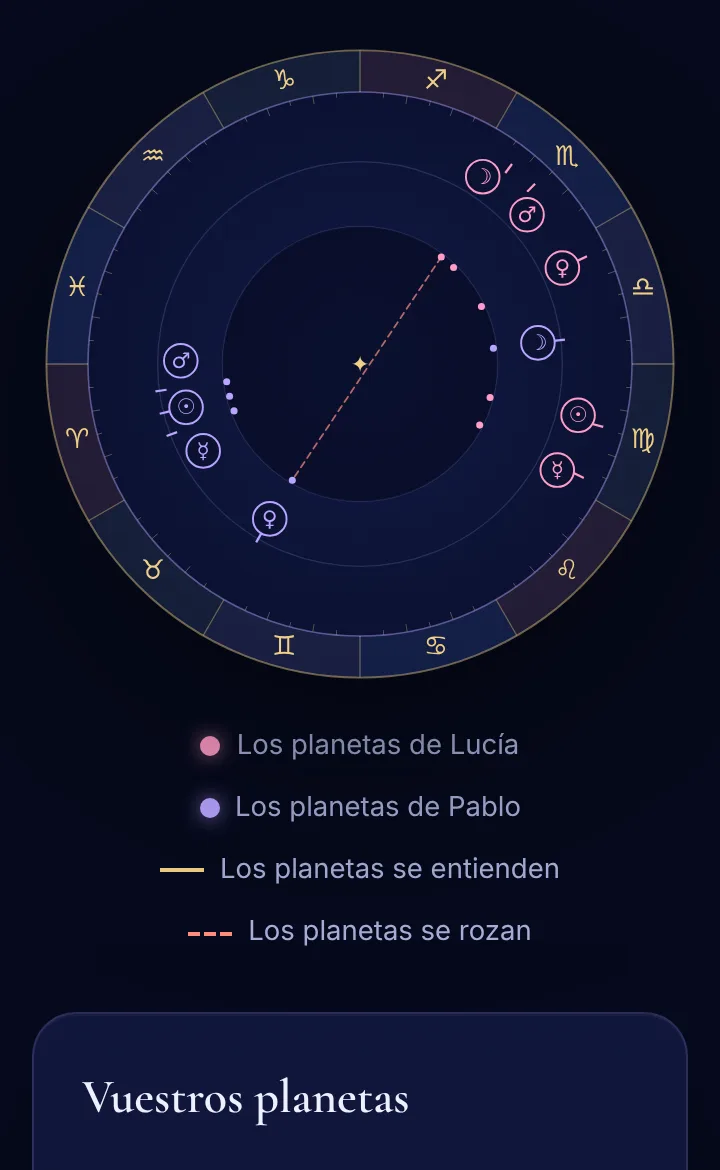 Los planetas de Lucía
Los planetas de Pablo
Los planetas se entienden
Los planetas se rozan
Vuestros planetas